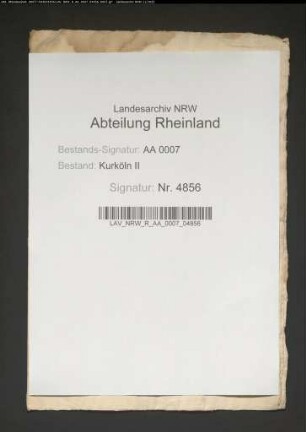 Landesarchiv NRW
Abteilung Rheinland
Bestands-Signatur: AA 0007
Bestand: Kurköln II
Signatur: Nr. 4856
LAV_NRW_R_AA_0007_04856